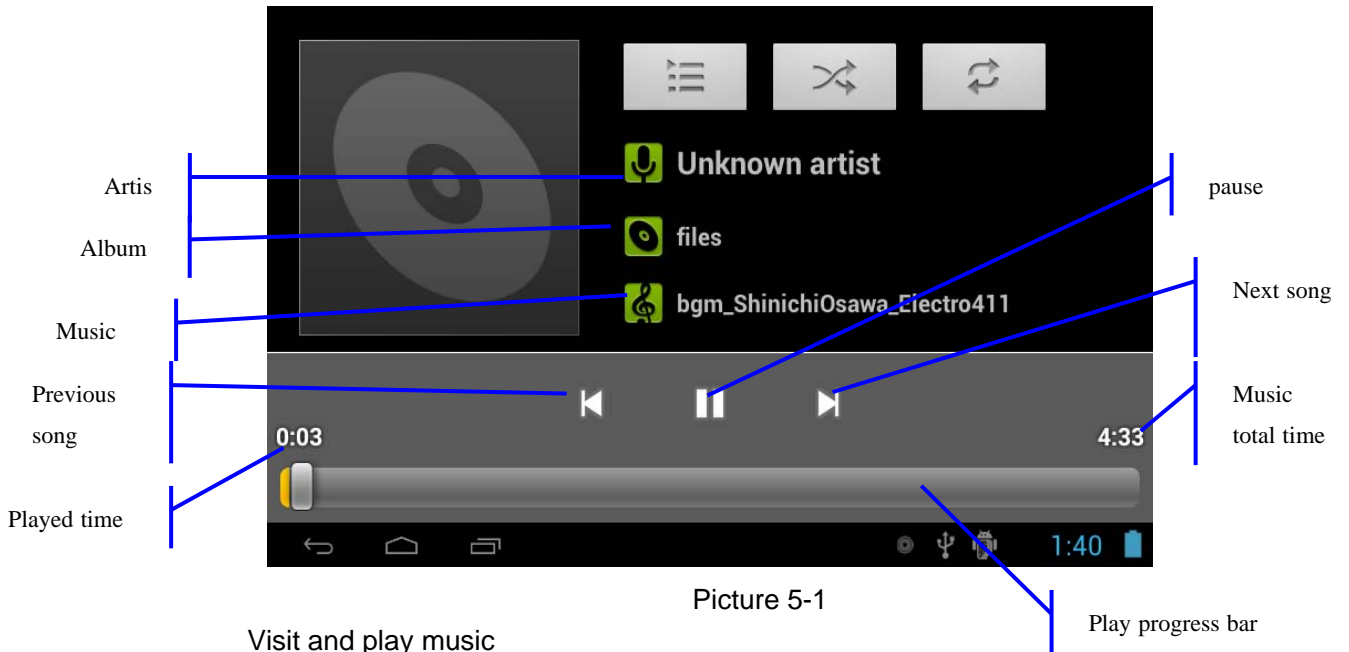 Unknown artist
files
bgm_ShinichiOsawa_Electro411
Artis
Album
Music
Previous
song
Played time
pause
Next song
Music
total time
0:03
4:33
1:40
Play progress bar
Picture 5-1
Visit and play music